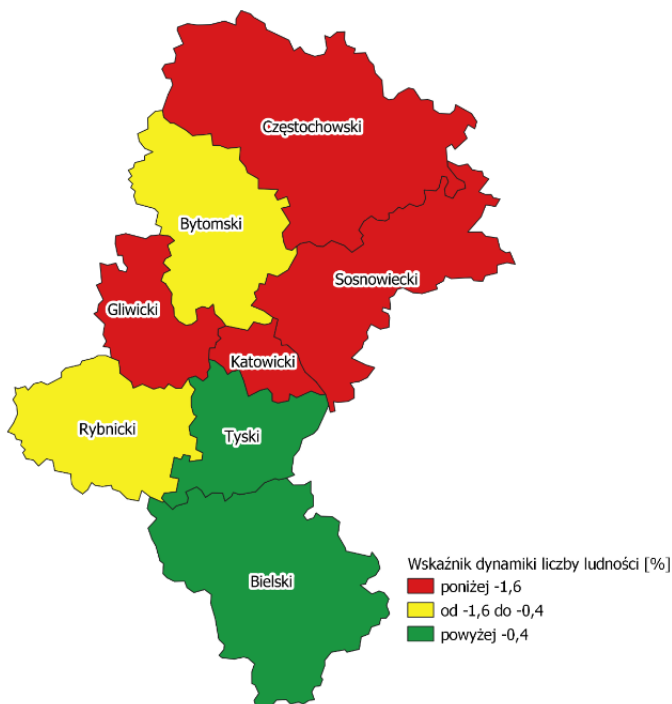 Częstochowski
Bytomski
Sosnowiecki
Gliwicki
Katowicki
Rybnicki
Tyski
Bielski
Wskaźnik dynamiki liczby ludności [%]
poniżej -1,6
od -1,6 do -0,4
powyżej -0,4